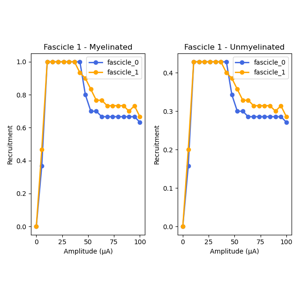 Fascicle 1 - Myelinated
Recruitment
1.0
0.8
0.6
0.4
0.2
0.0
fascicle_0
fascicle_1
0
25
50
75
100
Amplitude (μA)
Fascicle 1 - Unmyelinated
Recruitment
0.4
0.3
0.2
0.1
0.0
fascicle_0
fascicle_1
0
25
50
75
100
Amplitude (μA)